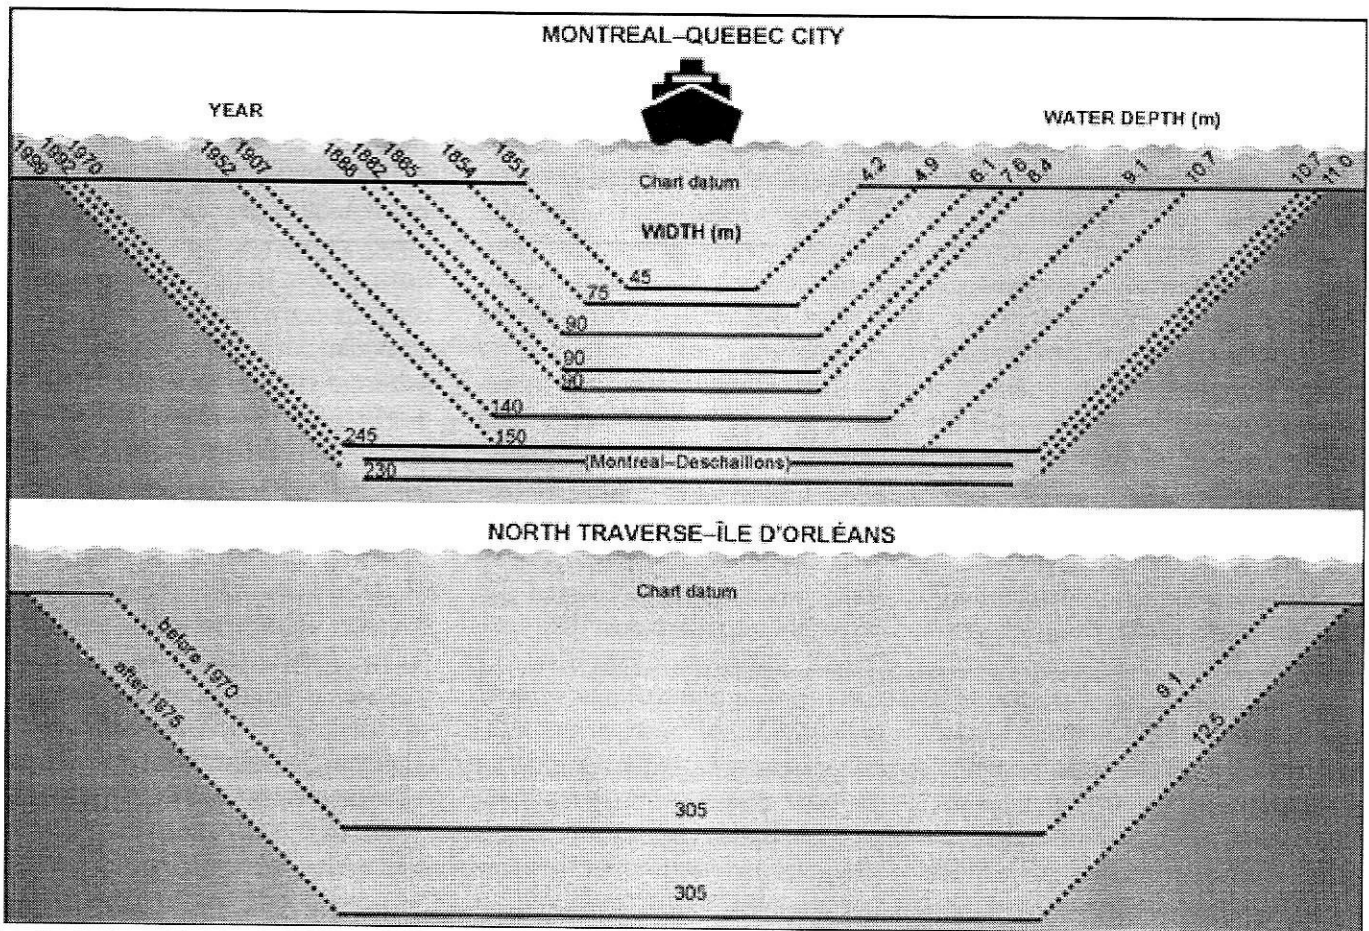 MONTREAL–QUEBEC CITY
YEAR
WATER DEPTH (m)
1999 1992 1970 1952 1907 1888 1882 1865 1854 1851
4.2 4.9 6.1 7.6 8.4 9.1 10.7 10.7 11.0
Chart datum
WIDTH (m)
45
75
90
90
90
140
245
150
(Montreal–Deschaillons)
230
NORTH TRAVERSE–ÎLE D'ORLÉANS
Chart datum
before 1970
9.1
after 1975
12.5
305
305